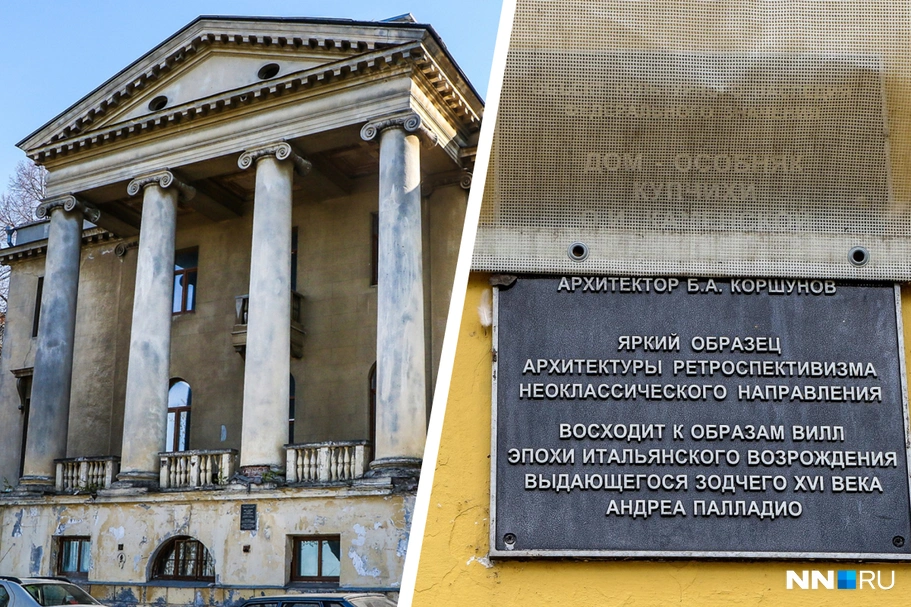 ДОМ - ОСОБНЯК
КУПЧИХИ
АРХИТЕКТОР Б.А. КОРШУНОВ
ЯРКИЙ ОБРАЗЕЦ
АРХИТЕКТУРЫ РЕТРОСПЕКТИВИЗМА
НЕОКЛАССИЧЕСКОГО НАПРАВЛЕНИЯ
ВОСХОДИТ К ОБРАЗАМ ВИЛЛ
ЭПОХИ ИТАЛЬЯНСКОГО ВОЗРОЖДЕНИЯ
ВЫДАЮЩЕГОСЯ ЗОДЧЕГО XVI ВЕКА
АНДРЕА ПАЛЛАДИО
NN RU